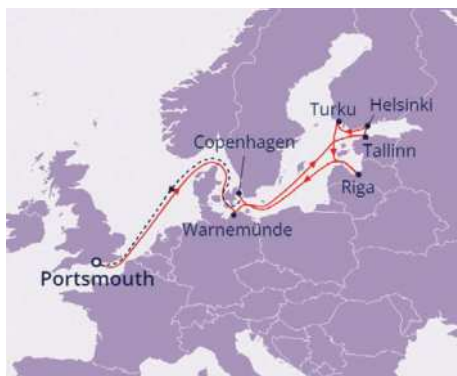 Turku
Helsinki
Copenhagen
Tallinn
Riga
Warnemünde
Portsmouth